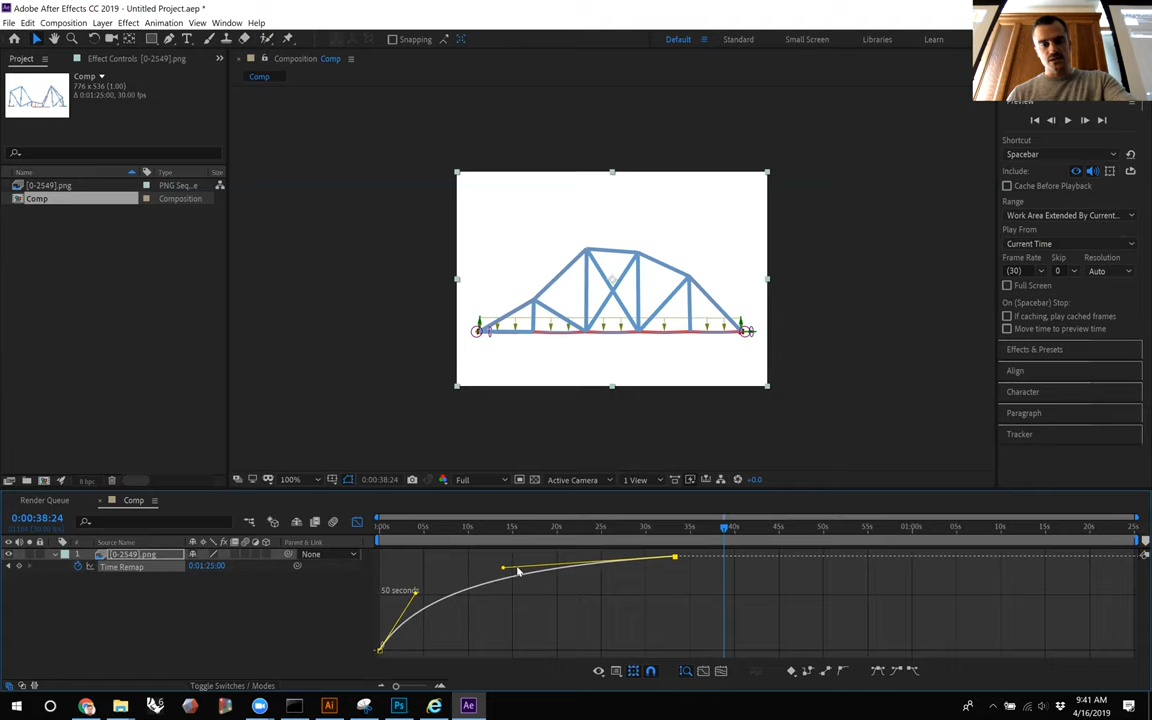 Adobe After Effects CC 2019 - Untitled Project.aep *
File Edit Composition Layer Effect Animation View Window Help
Snapping
Default Standard Small Screen Libraries Learn
Project Effect Controls [0-2549].png
Composition Comp
Comp
Comp
776 x 536 (1.00)
Δ 0:01:25:00, 30.00 fps
Preview
Shortcut
Spacebar
Include:
Cache Before Playback
Range
Work Area Extended By Current...
Play From
Current Time
Frame Rate Skip Resolution
(30) 0 Auto
Full Screen
On (Spacebar) Stop:
If caching, play cached frames
Move time to preview time
Effects & Presets
Align
Character
Paragraph
Tracker
Name Type Size
[0-2549].png PNG Seq...e
Comp Composition
8 bpc
100% 0:00:38:24 Full Active Camera 1 View +0.0
Render Queue Comp
0:00:38:24
# Source Name Parent & Link
1 [0-2549].png None
Time Remap 0:01:25:00
:00s 05s 10s 15s 20s 25s 30s 35s 40s 45s 50s 55s 01:00s 05s 10s 15s 20s 25s
50 seconds
Toggle Switches / Modes
9:41 AM
4/16/2019